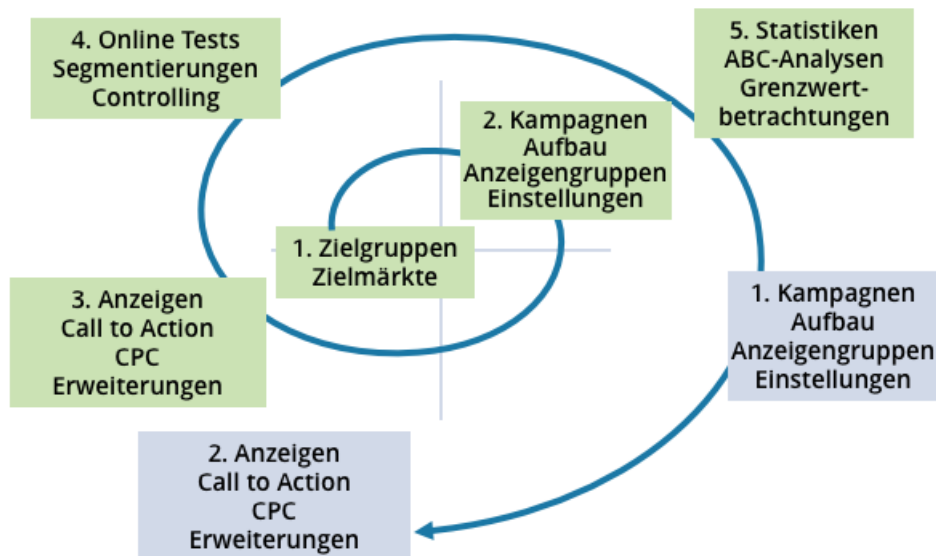 4. Online Tests
Segmentierungen
Controlling
5. Statistiken
ABC-Analysen
Grenzwert-
betrachtungen
2. Kampagnen
Aufbau
Anzeigengruppen
Einstellungen
1. Zielgruppen
Zielmärkte
3. Anzeigen
Call to Action
CPC
Erweiterungen
1. Kampagnen
Aufbau
Anzeigengruppen
Einstellungen
2. Anzeigen
Call to Action
CPC
Erweiterungen